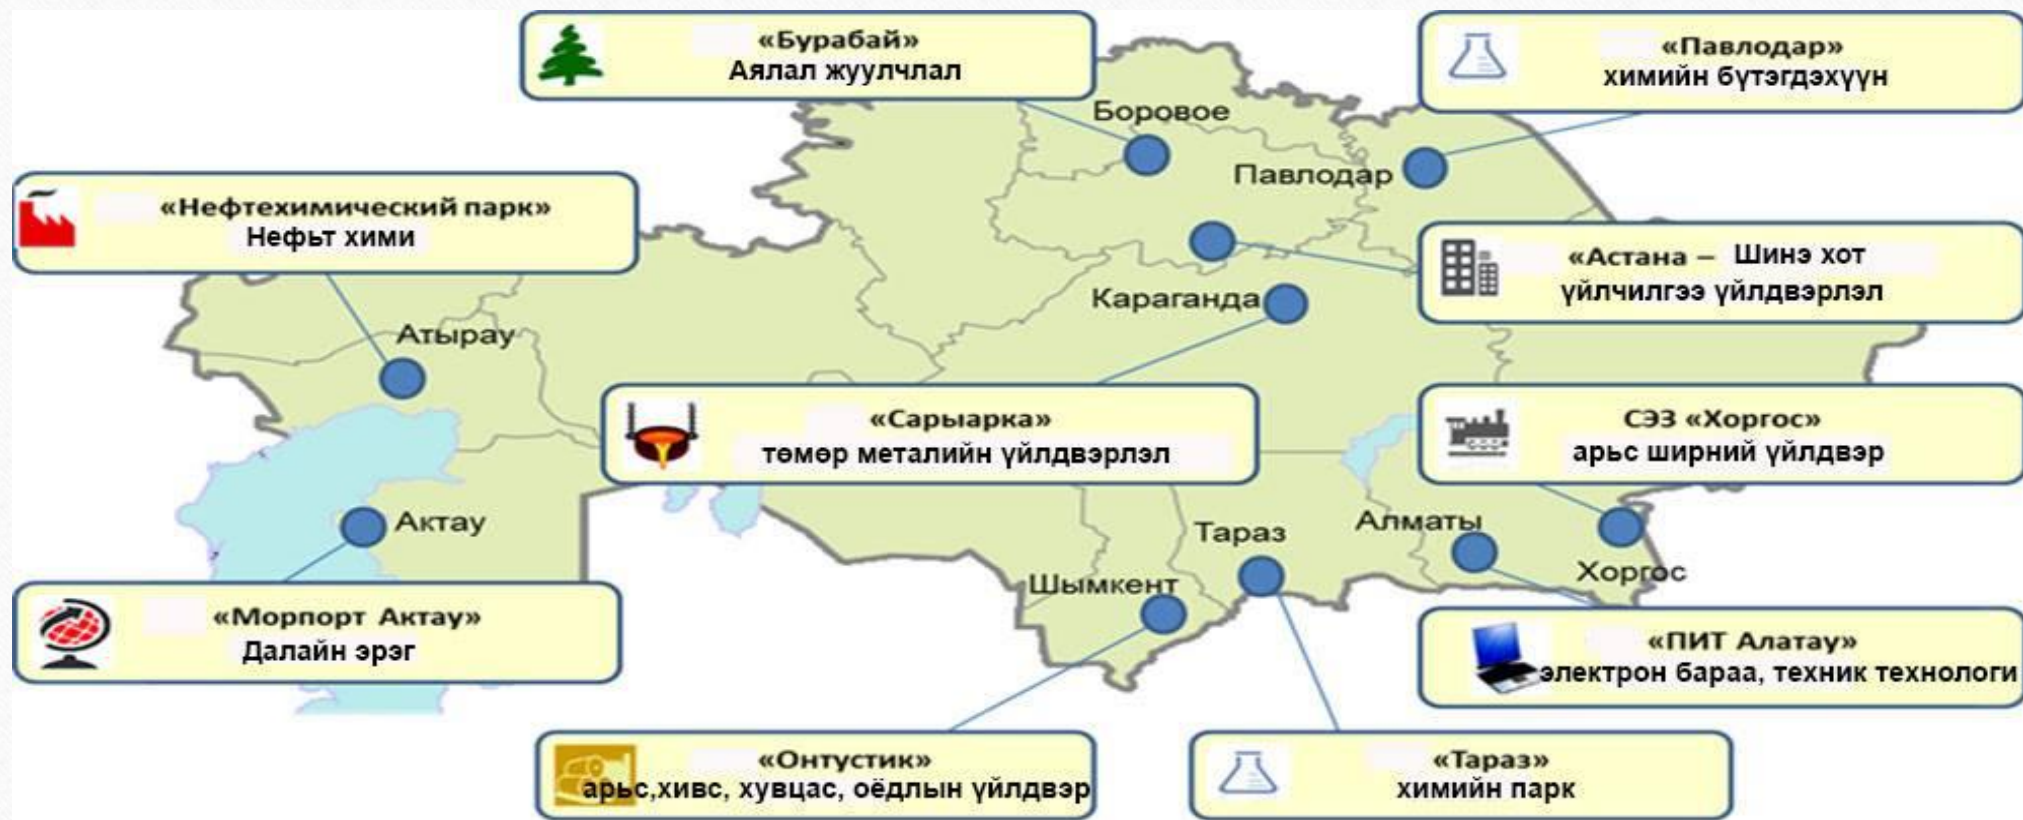 «Бурабай»
Аялал жуулчлал
«Павлодар»
химийн бүтэгдэхүүн
Боровое
Павлодар
«Нефтехимический парк»
Нефьт хими
«Астана – Шинэ хот
үйлчилгээ үйлдвэрлэл
Караганда
Атырау
«Сарыарка»
төмөр металийн үйлдвэрлэл
СЭЗ «Хоргос»
арьс ширний үйлдвэр
Актау
Тараз
Алматы
Хоргос
Шымкент
«Морпорт Актау»
Далайн эрэг
«ПИТ Алатау»
электрон бараа, техник технологи
«Онтустик»
арьс,хивс, хувцас, оёдлын үйлдвэр
«Тараз»
химийн парк